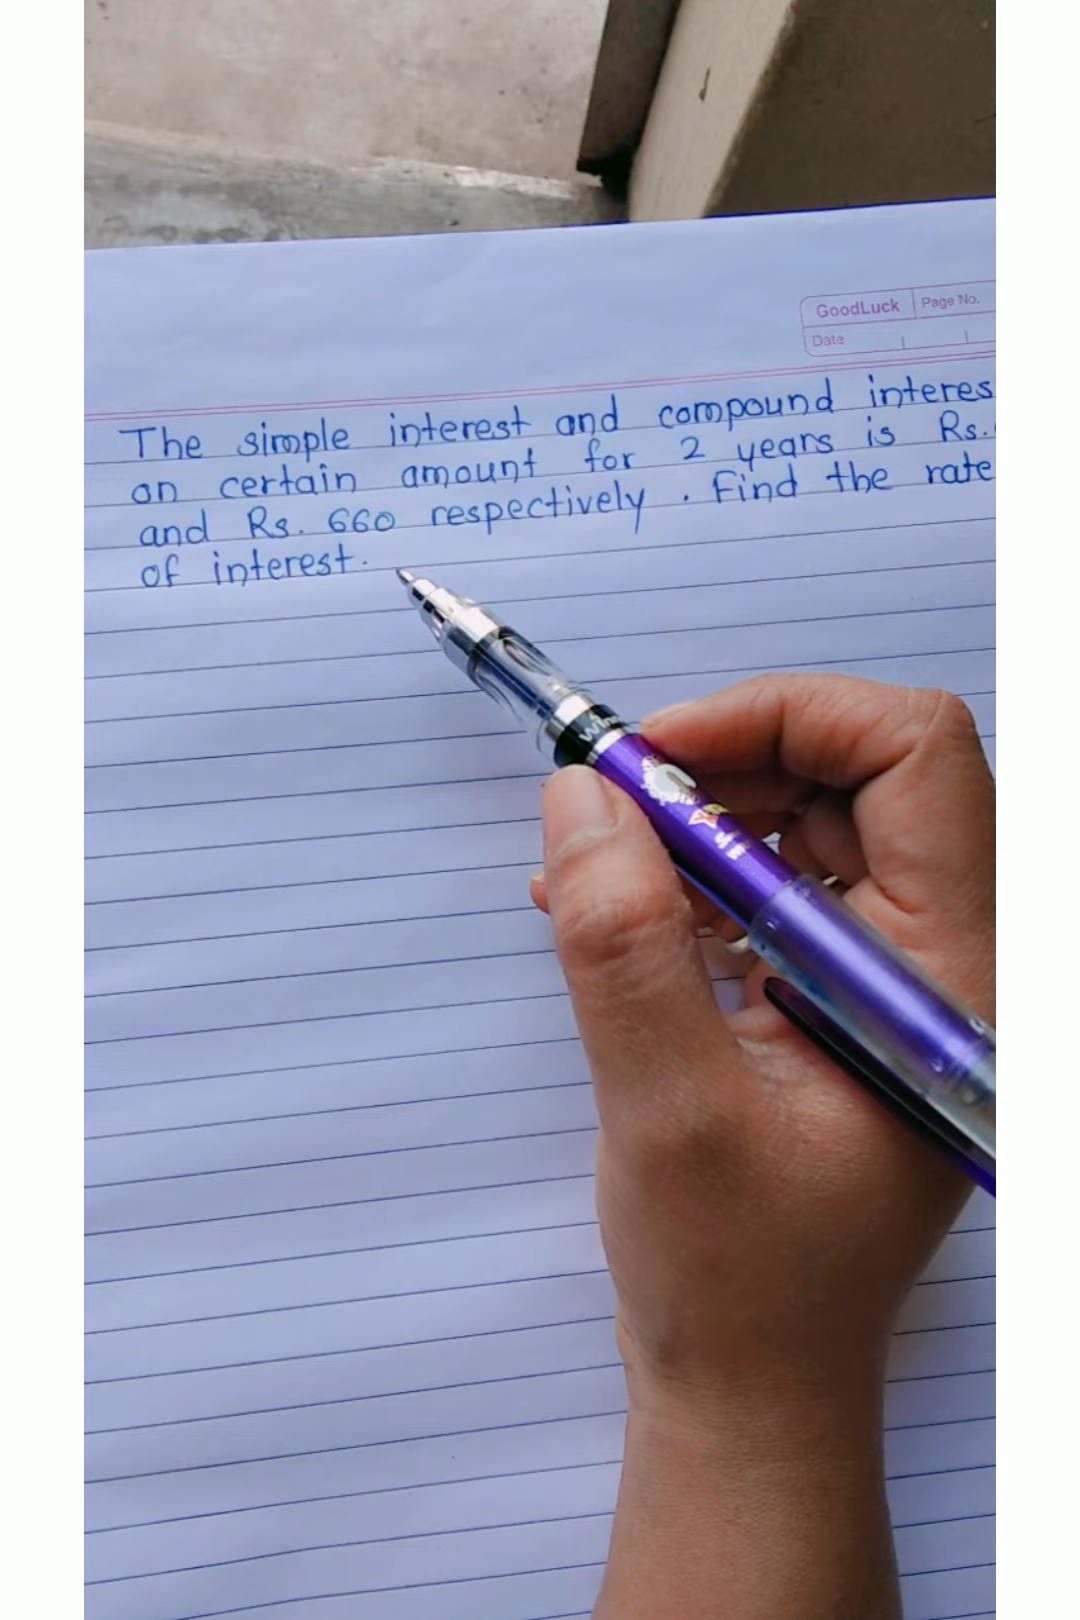 GoodLuck Page No.
Date
The simple interest and compound interes
on certain amount for 2 years is Rs.
and Rs. 660 respectively. Find the rate
of interest.